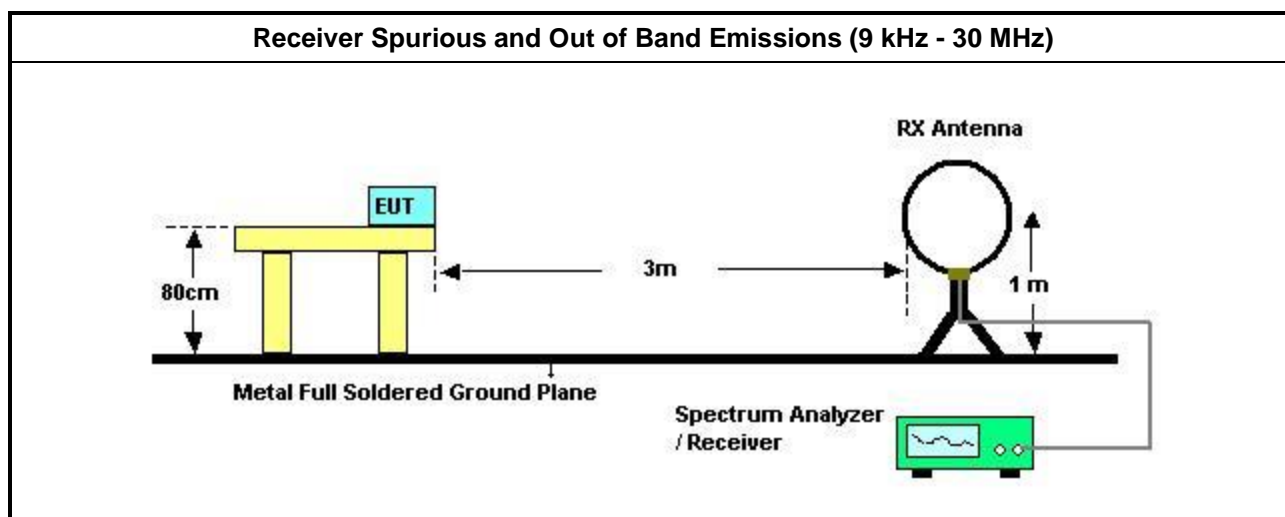 Receiver Spurious and Out of Band Emissions (9 kHz - 30 MHz)
RX Antenna
EUT
3m
80cm
1 m
Metal Full Soldered Ground Plane
Spectrum Analyzer
/ Receiver